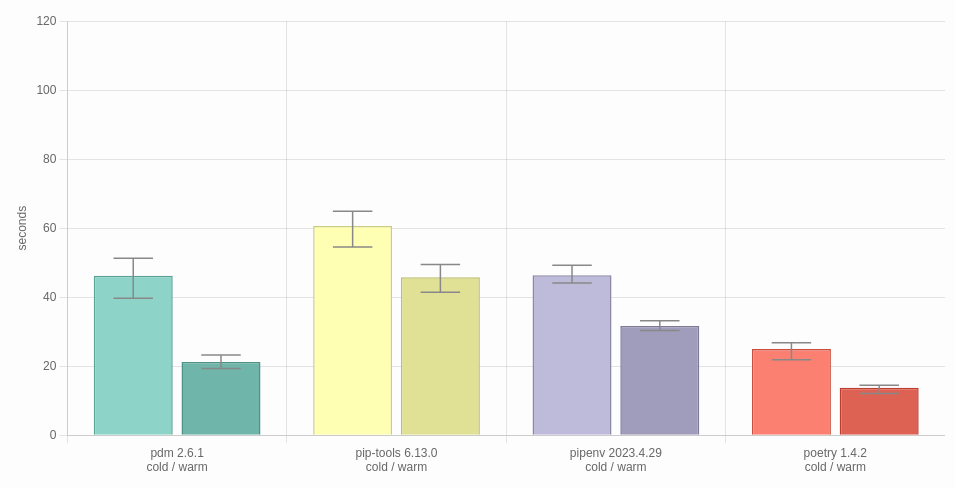 120
100
80
60
40
20
0
seconds
pdm 2.6.1
cold / warm
pip-tools 6.13.0
cold / warm
pipenv 2023.4.29
cold / warm
poetry 1.4.2
cold / warm